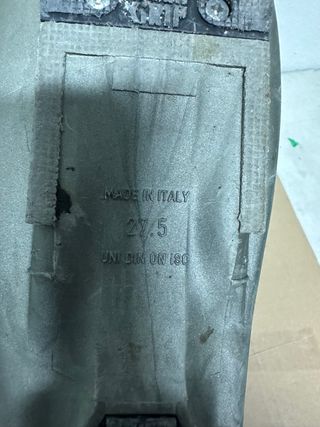 MADE IN ITALY
27.5
UNI DIN ON ISO